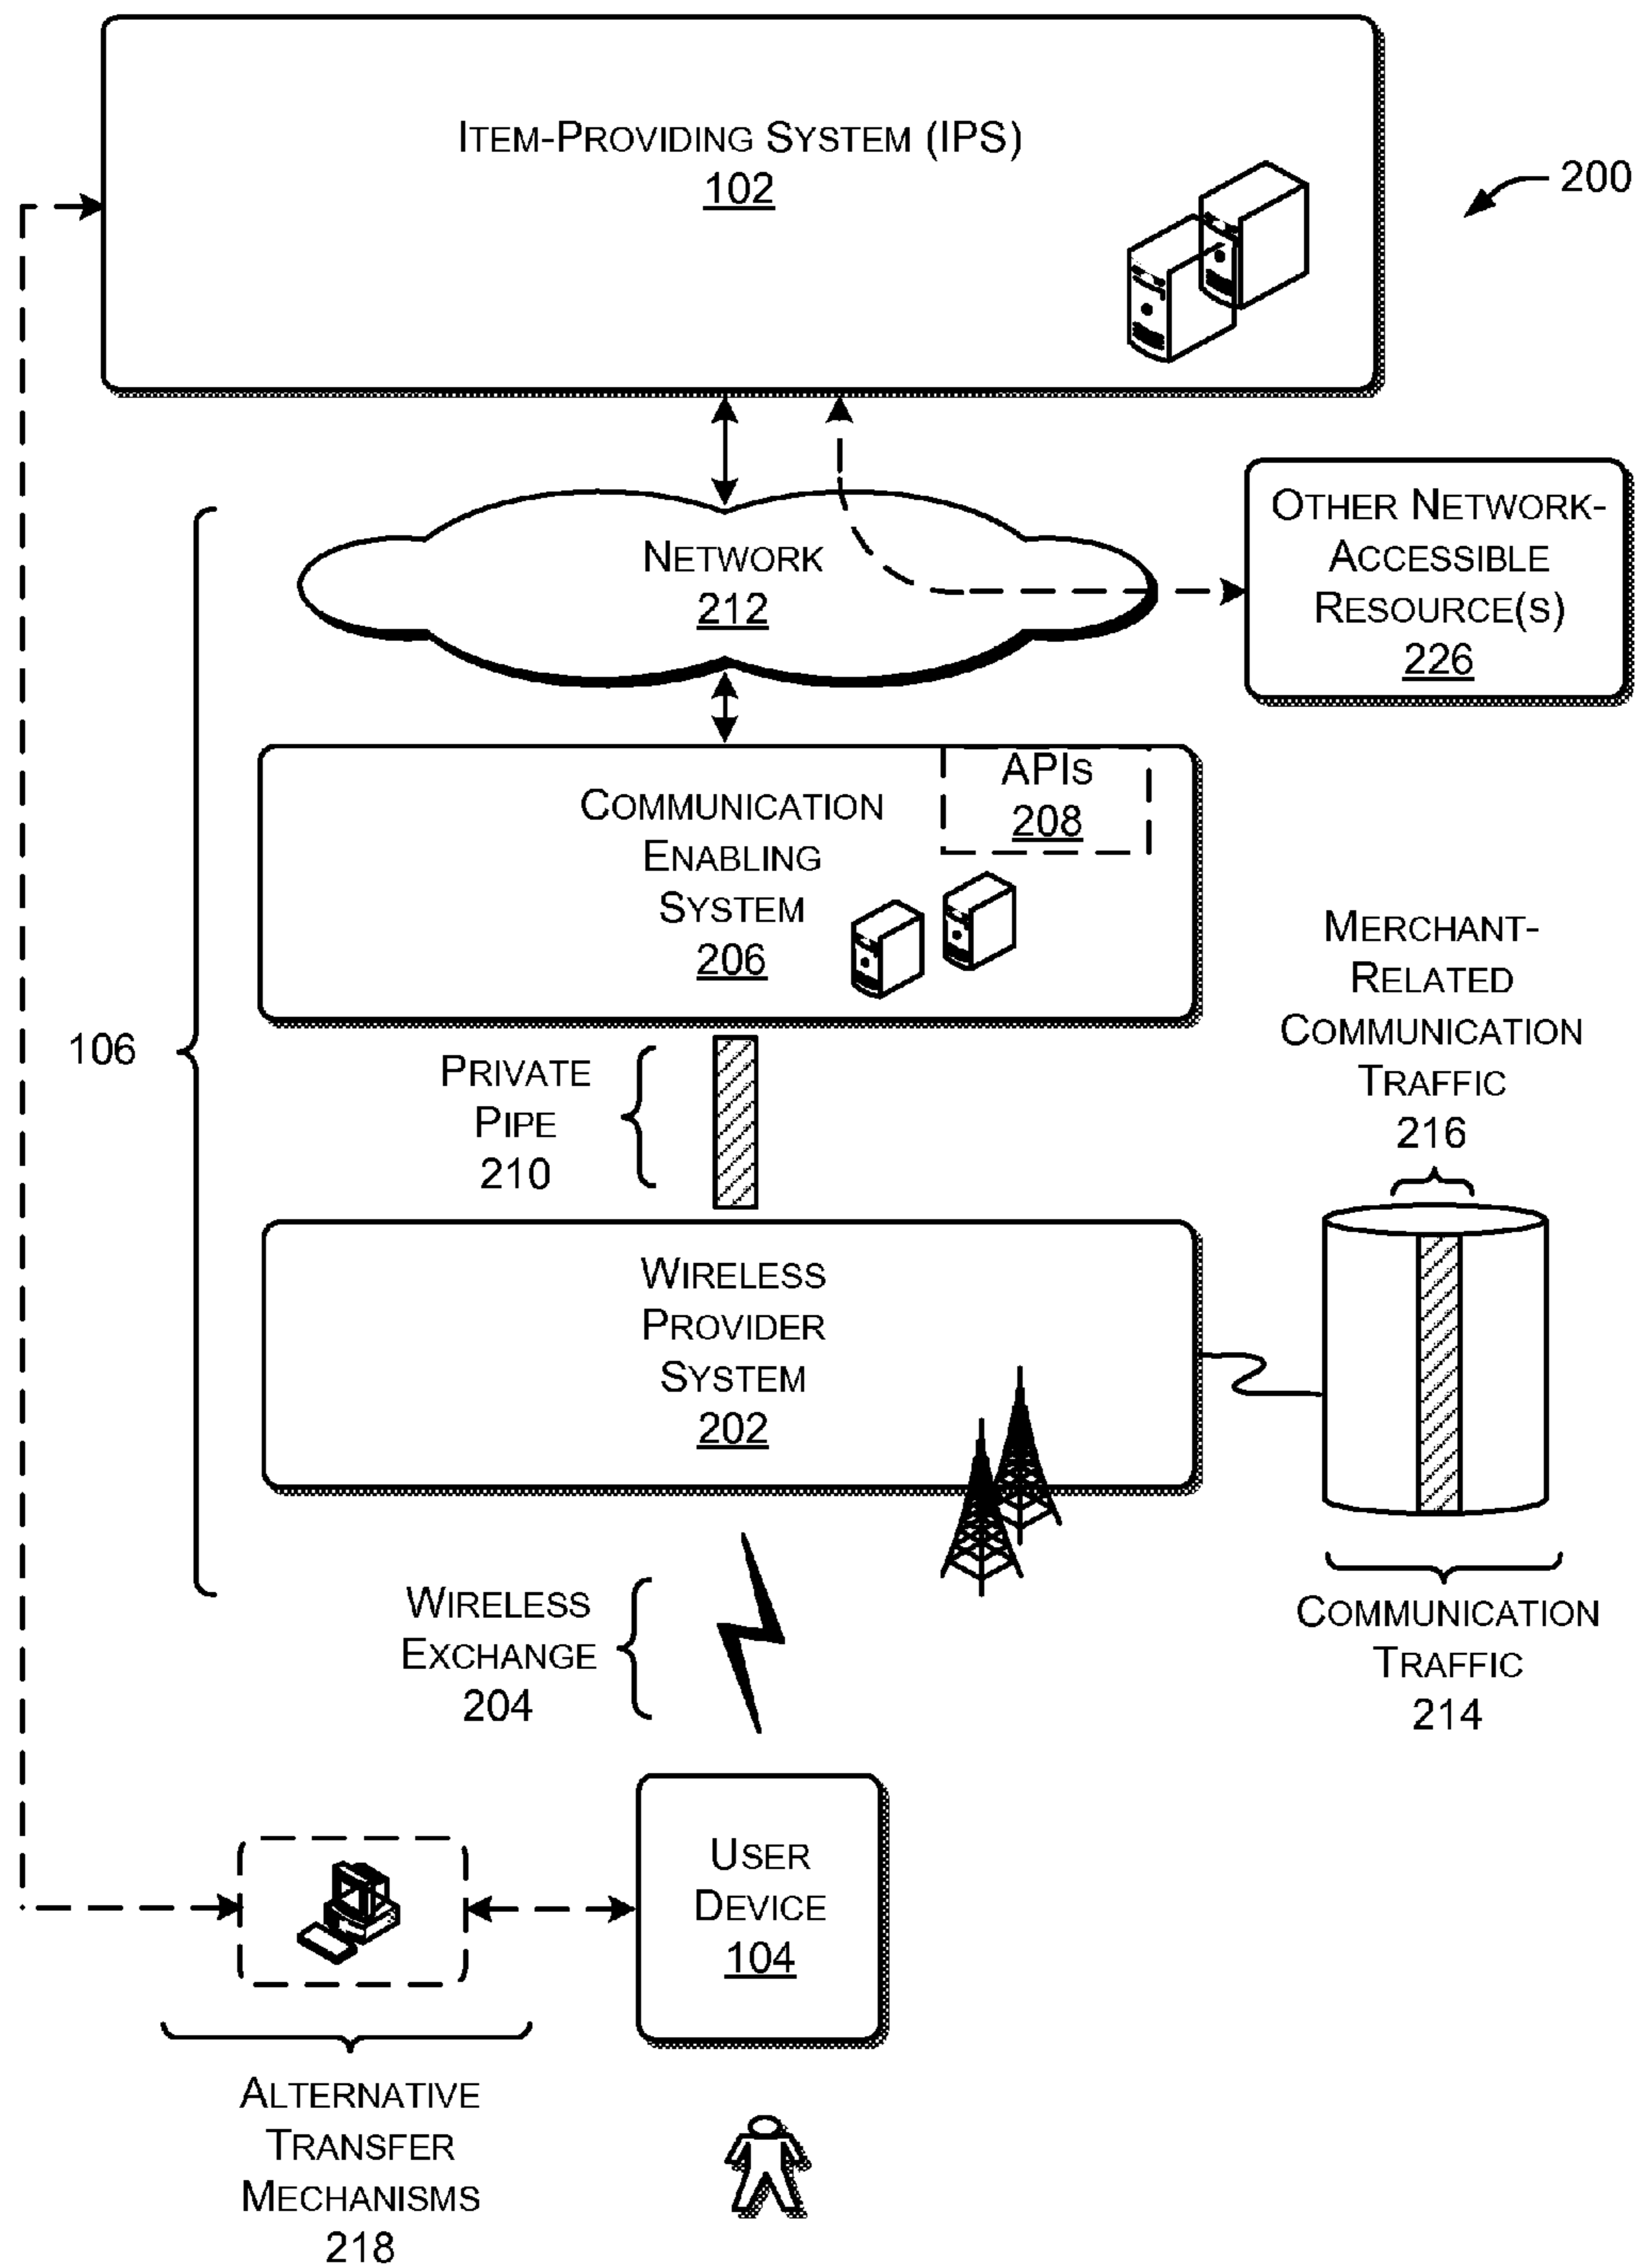 ITEM-PROVIDING SYSTEM (IPS)
102
200
NETWORK
212
OTHER NETWORK-
ACCESSIBLE
RESOURCE(S)
226
APIS
208
COMMUNICATION
ENABLING
SYSTEM
206
106
PRIVATE
PIPE
210
MERCHANT-
RELATED
COMMUNICATION
TRAFFIC
216
WIRELESS
PROVIDER
SYSTEM
202
WIRELESS
EXCHANGE
204
COMMUNICATION
TRAFFIC
214
USER
DEVICE
104
ALTERNATIVE
TRANSFER
MECHANISMS
218